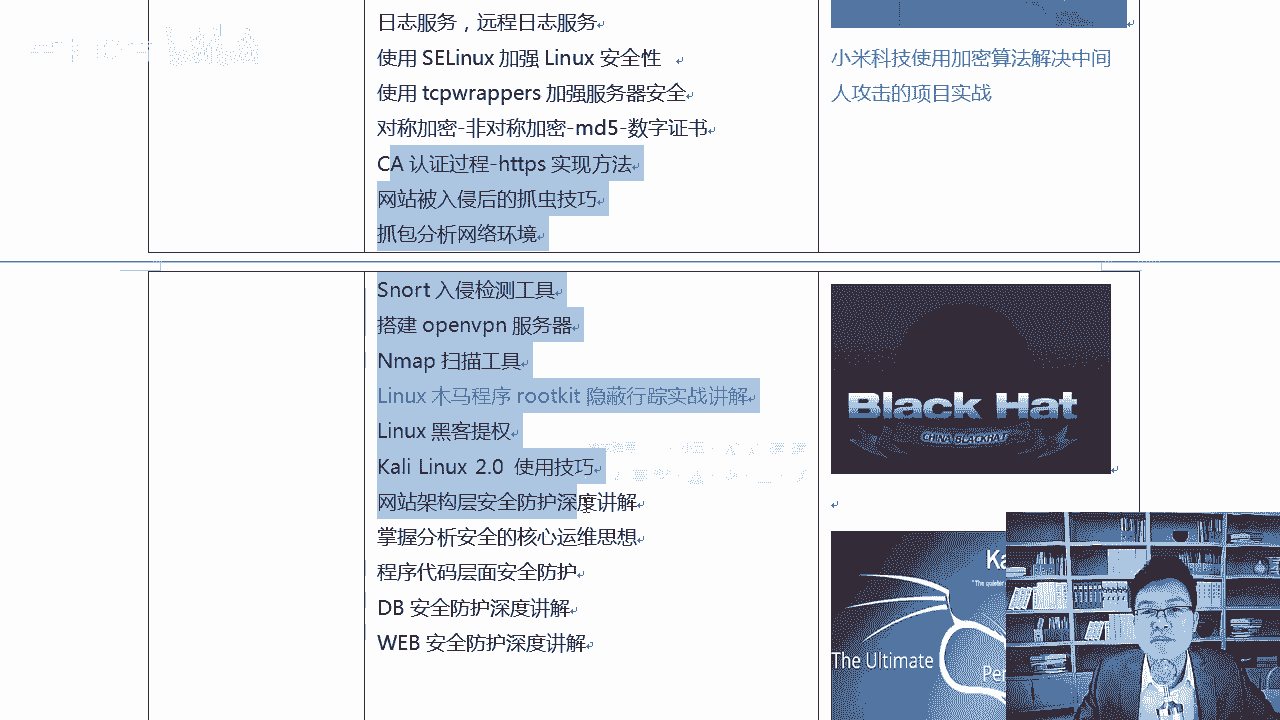 日志服务，远程日志服务
使用 SELinux 加强 Linux 安全性
使用 tcpwrappers 加强服务器安全
对称加密-非对称加密-md5-数字证书
CA 认证过程-https 实现方法
网站被入侵后的抓虫技巧
抓包分析网络环境
小米科技使用加密算法解决中间
人攻击的项目实战
Snort 入侵检测工具
搭建 openvpn 服务器
Nmap 扫描工具
Linux 木马程序 rootkit 隐蔽行踪实战讲解
Linux 黑客提权
Kali Linux 2.0 使用技巧
网站架构层安全防护深度讲解
掌握分析安全的核心运维思想
程序代码层面安全防护
DB 安全防护深度讲解
WEB 安全防护深度讲解
Black Hat
CHINA BLACKHAT
Ka
"The quieter
The Ultimate
Pe